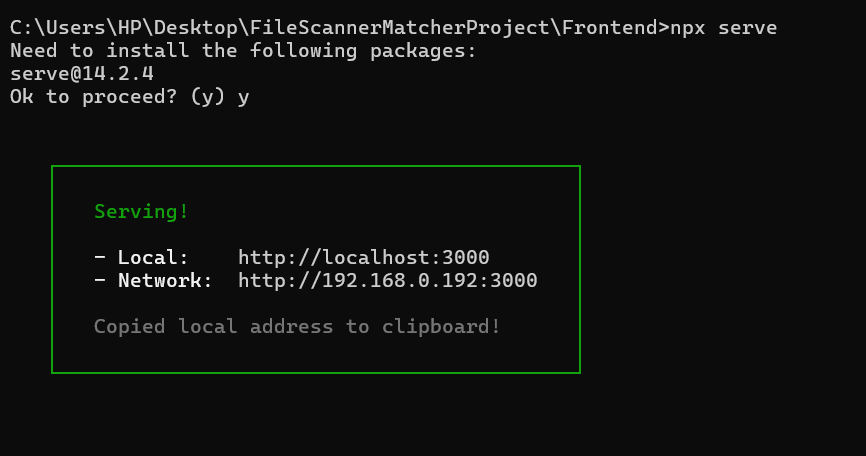 C:\Users\HP\Desktop\FileScannerMatcherProject\Frontend>npx serve
Need to install the following packages:
serve@14.2.4
Ok to proceed? (y) y
Serving!
- Local:    http://localhost:3000
- Network:  http://192.168.0.192:3000
Copied local address to clipboard!